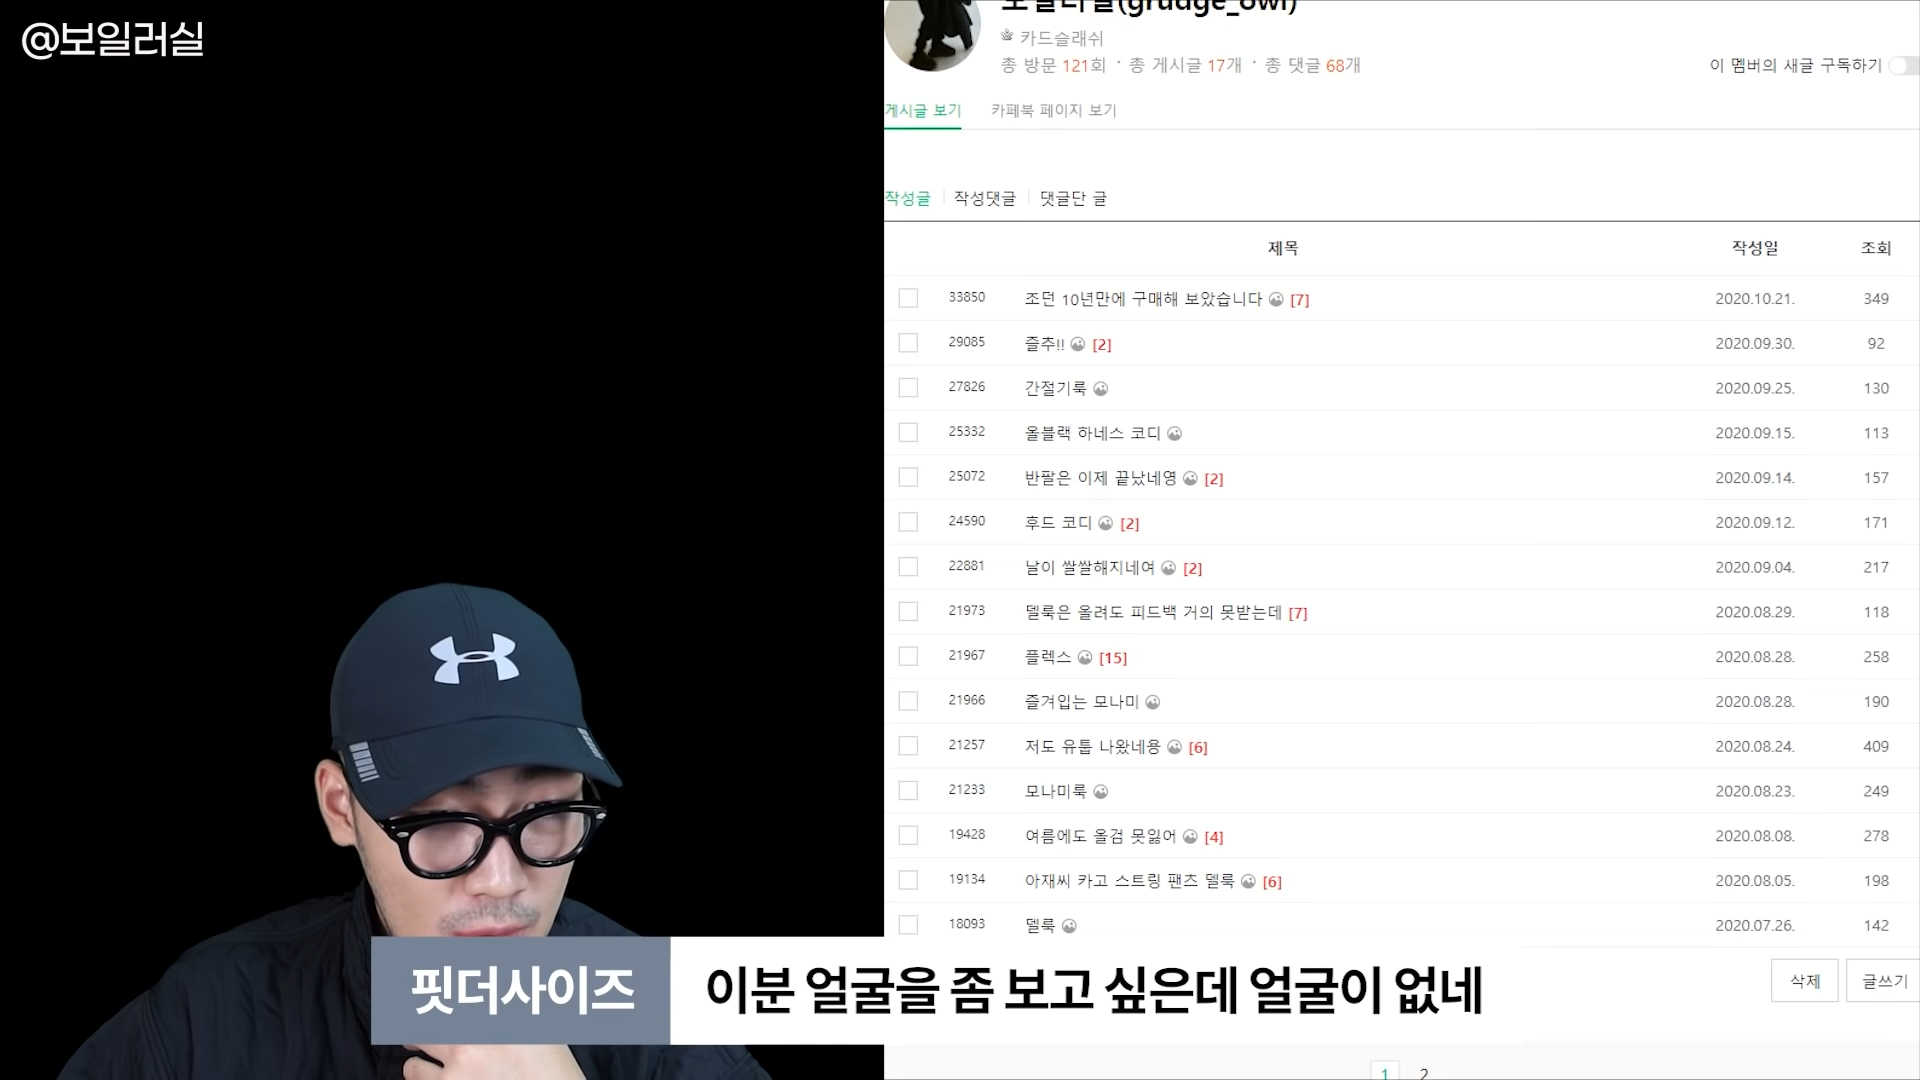 @보일러실
보일러실(grudge_owl)
카드슬래쉬
총 방문 121회 · 총 게시글 17개 · 총 댓글 68개
이 멤버의 새글 구독하기
게시글 보기 카페북 페이지 보기
작성글 작성댓글 댓글단 글
제목 작성일 조회
33850 조던 10년만에 구매해 보았습니다 [7] 2020.10.21. 349
29085 즐추!! [2] 2020.09.30. 92
27826 간절기룩 2020.09.25. 130
25332 올블랙 하네스 코디 2020.09.15. 113
25072 반팔은 이제 끝났네영 [2] 2020.09.14. 157
24590 후드 코디 [2] 2020.09.12. 171
22881 날이 쌀쌀해지네여 [2] 2020.09.04. 217
21973 델룩은 올려도 피드백 거의 못받는데 [7] 2020.08.29. 118
21967 플렉스 [15] 2020.08.28. 258
21966 즐겨입는 모나미 2020.08.28. 190
21257 저도 유튭 나왔네용 [6] 2020.08.24. 409
21233 모나미룩 2020.08.23. 249
19428 여름에도 올검 못잃어 [4] 2020.08.08. 278
19134 아재씨 카고 스트링 팬츠 델룩 [6] 2020.08.05. 198
18093 델룩 2020.07.26. 142
삭제 글쓰기
핏더사이즈 이분 얼굴을 좀 보고 싶은데 얼굴이 없네
1 2